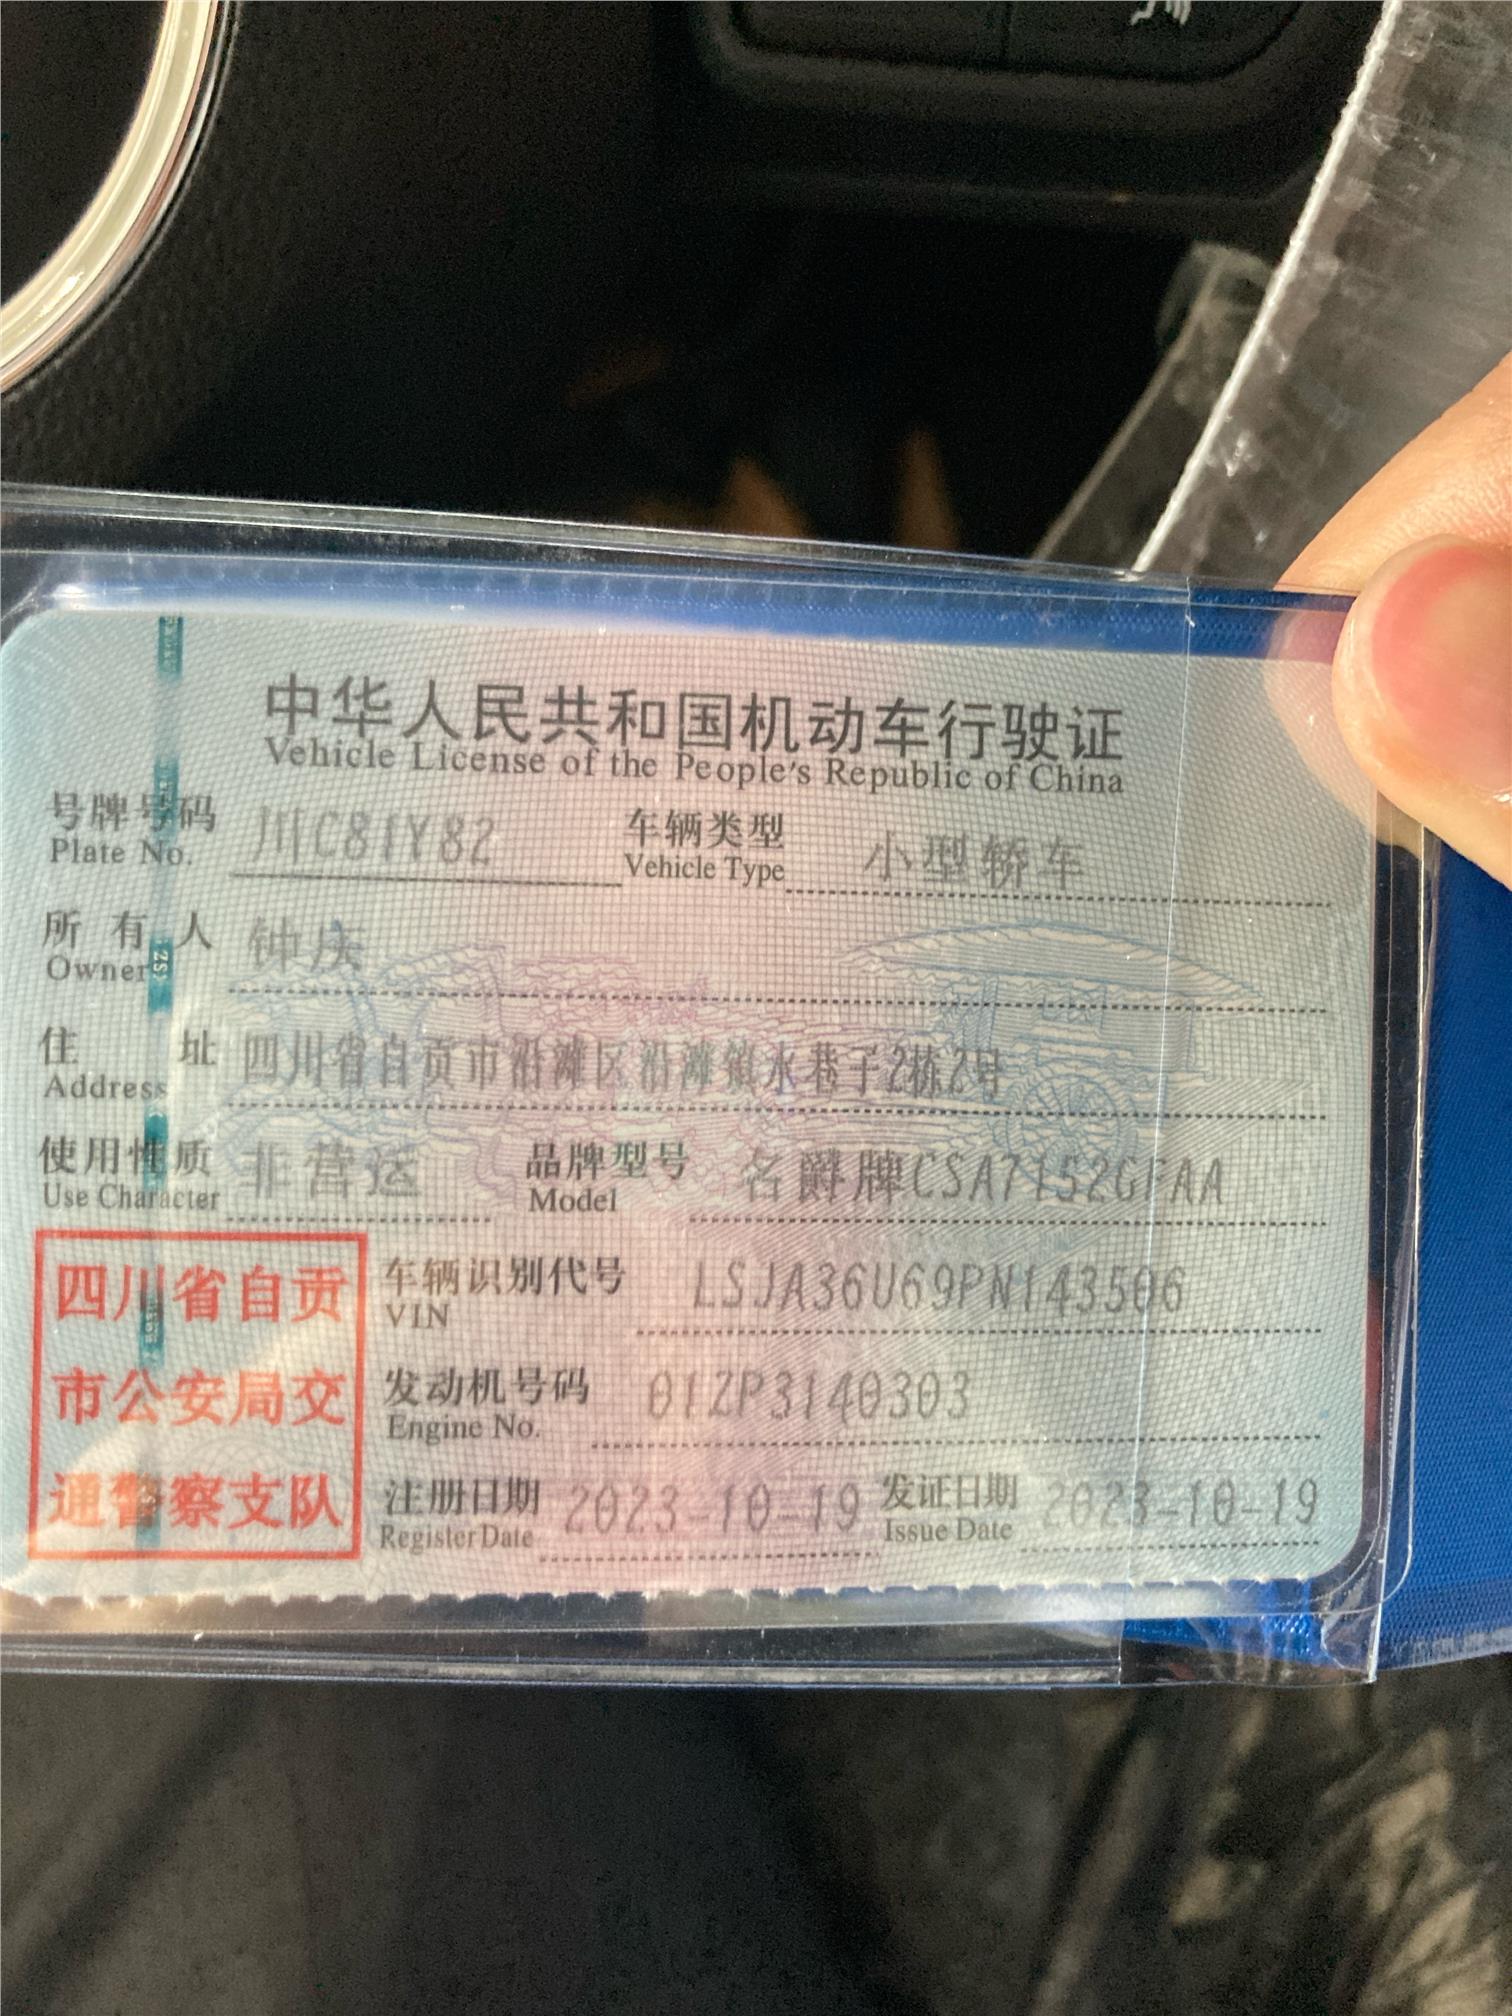 中华人民共和国机动车行驶证
Vehicle License of the People's Republic of China
号牌号码 川C81Y82 车辆类型 小型轿车
Plate No. Vehicle Type
所有人 钟庆
Owner
住址 四川省自贡市沿滩区沿滩镇水巷子2栋2号
Address
使用性质 非营运 品牌型号 名爵牌CSA7152GFAA
Use Character Model
四川省自贡
市公安局交
通警察支队
车辆识别代号 LSJA36U69PN143506
VIN
发动机号码 01ZP3140303
Engine No.
注册日期 2023-10-19 发证日期 2023-10-19
Register Date Issue Date